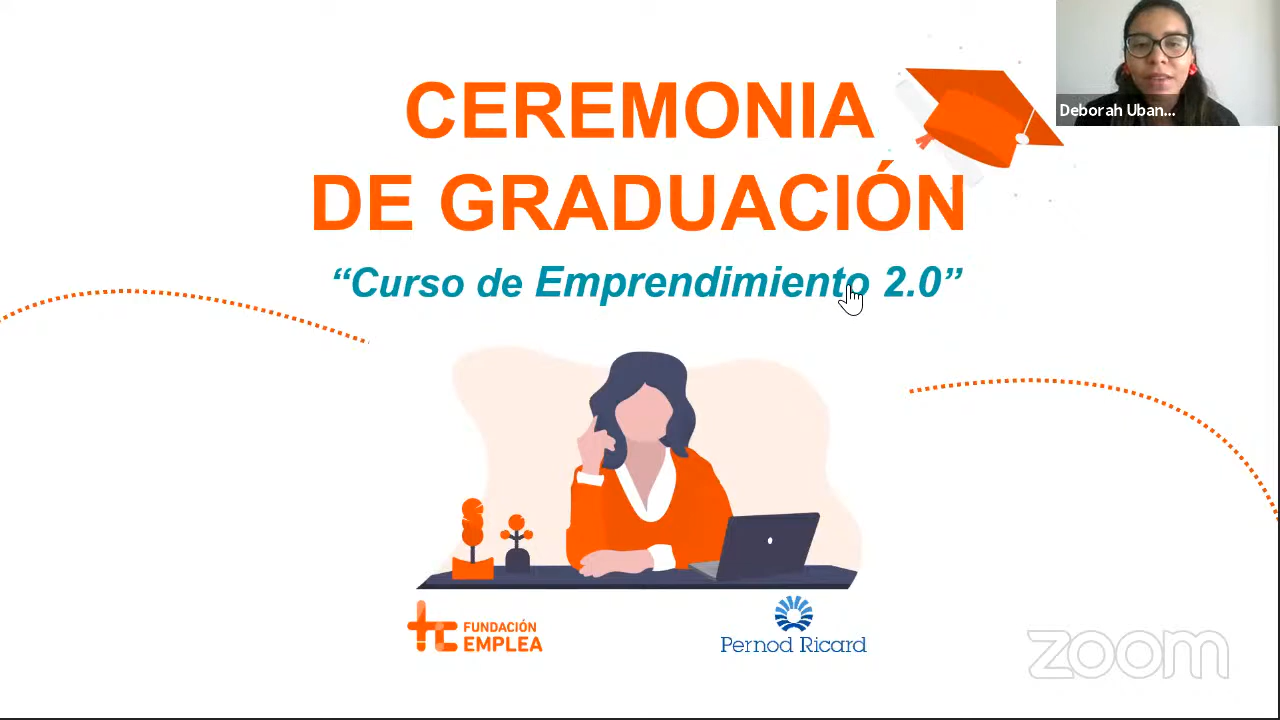 CEREMONIA
DE GRADUACIÓN
“Curso de Emprendimiento 2.0”
Deborah Uban...
FUNDACIÓN
EMPLEA
Pernod Ricard
zoom